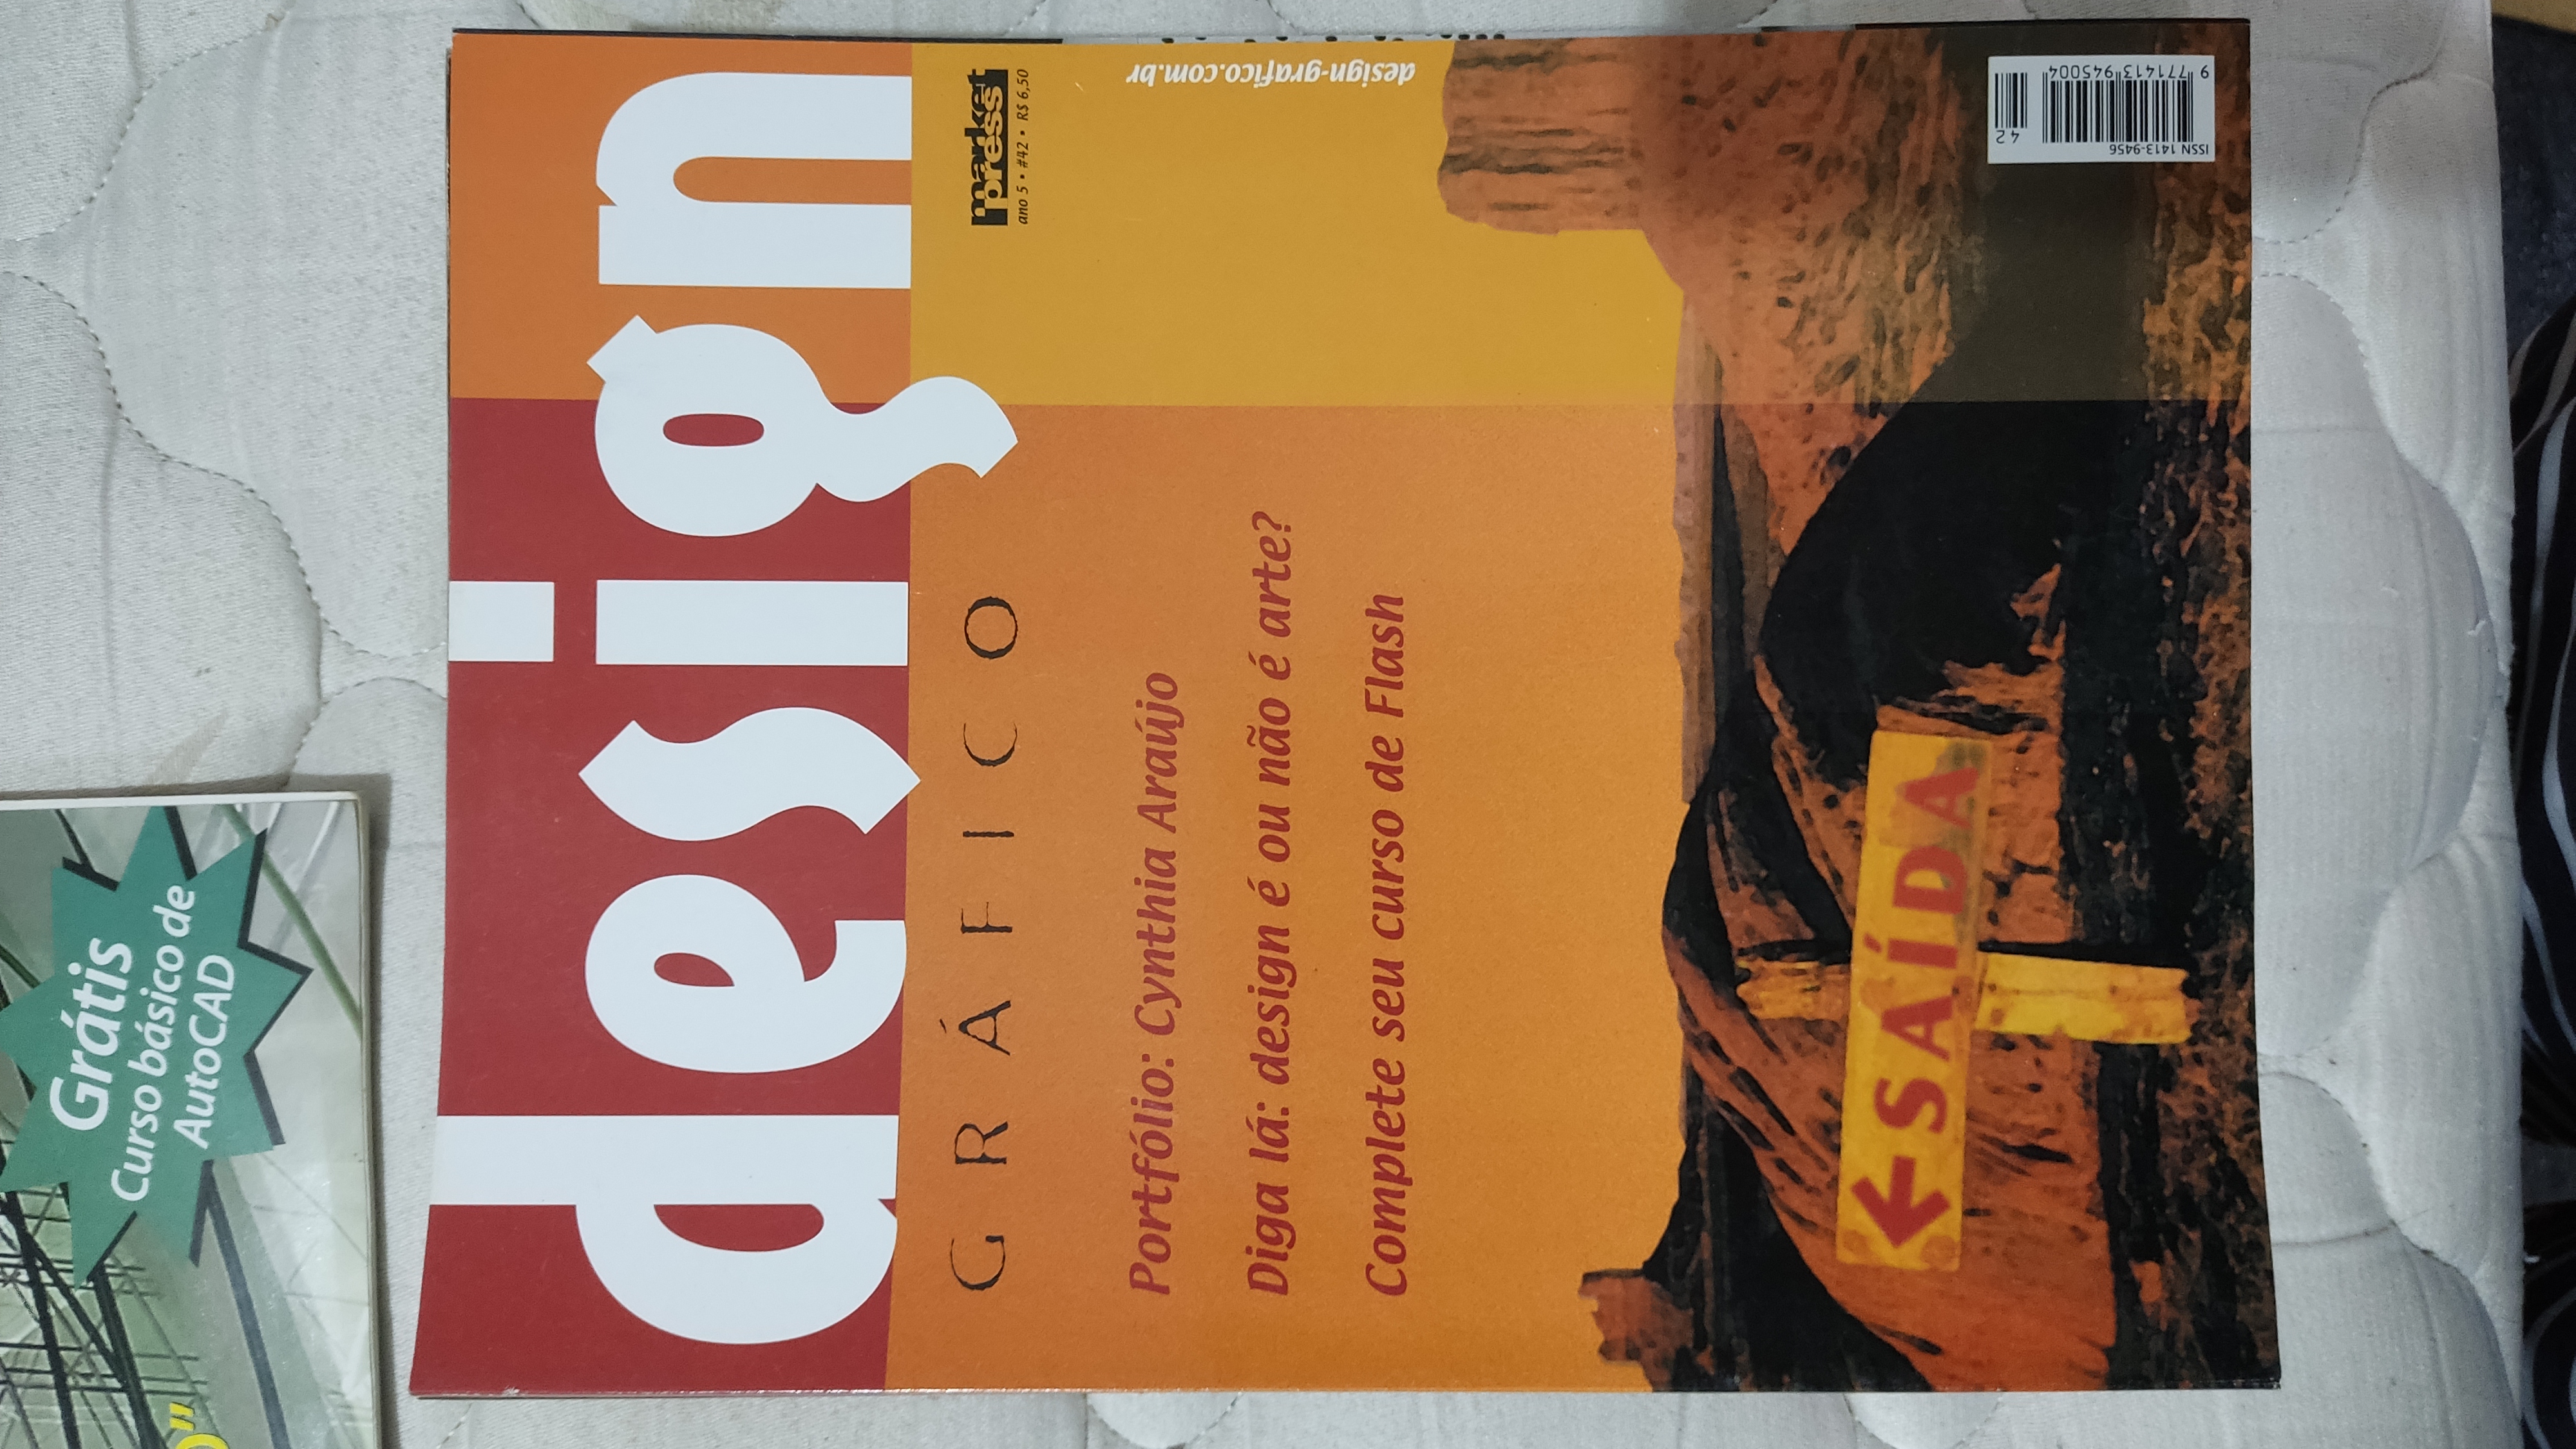 Grátis
Curso básico de
AutoCAD
O"
design
GRÁFICO
market
press
ano 5 • #42 • R$ 6,50
Portfólio: Cynthia Araújo
Diga lá: design é ou não é arte?
Complete seu curso de Flash
design-grafico.com.br
←SAÍDA
ISSN 1413-9456
9 771413 945004
42